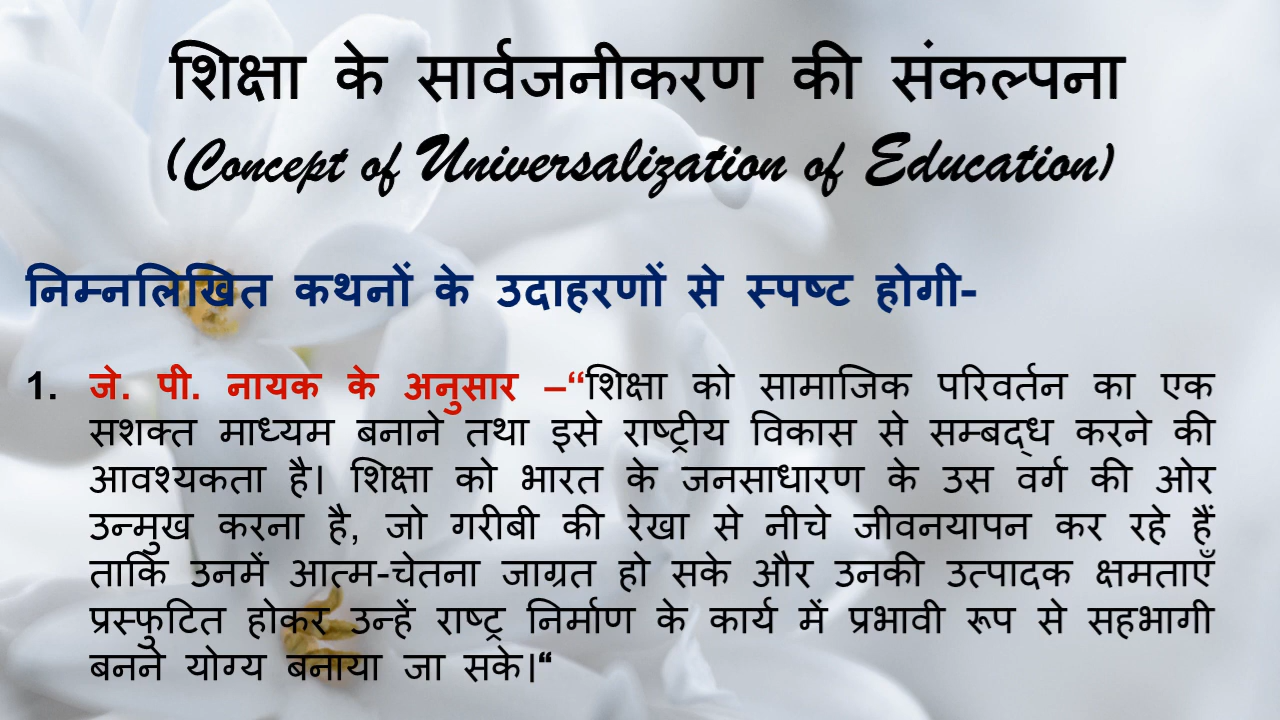 शिक्षा के सार्वजनीकरण की संकल्पना
(Concept of Universalization of Education)
निम्नलिखित कथनों के उदाहरणों से स्पष्ट होगी-
1. जे. पी. नायक के अनुसार –“शिक्षा को सामाजिक परिवर्तन का एक
सशक्त माध्यम बनाने तथा इसे राष्ट्रीय विकास से सम्बद्ध करने की
आवश्यकता है। शिक्षा को भारत के जनसाधारण के उस वर्ग की ओर
उन्मुख करना है, जो गरीबी की रेखा से नीचे जीवनयापन कर रहे हैं
ताकि उनमें आत्म-चेतना जाग्रत हो सके और उनकी उत्पादक क्षमताएँ
प्रस्फुटित होकर उन्हें राष्ट्र निर्माण के कार्य में प्रभावी रूप से सहभागी
बनने योग्य बनाया जा सके।“